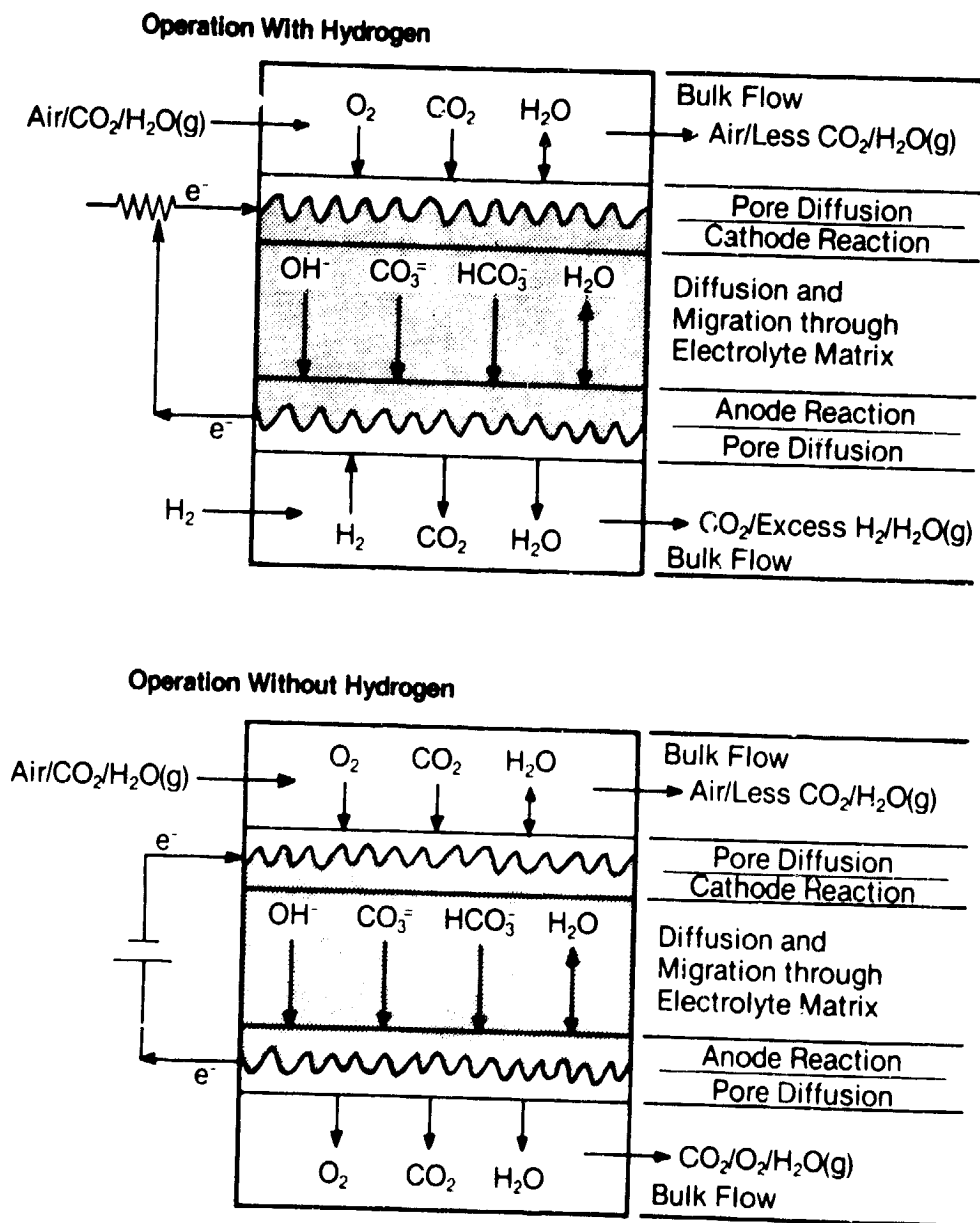 Operation With Hydrogen
O₂ CO₂ H₂O
Bulk Flow
Air/CO₂/H₂O(g)
Air/Less CO₂/H₂O(g)
e⁻
Pore Diffusion
Cathode Reaction
OH⁻ CO₃⁼ HCO₃⁻ H₂O
Diffusion and
Migration through
Electrolyte Matrix
Anode Reaction
e⁻
Pore Diffusion
H₂
H₂ CO₂ H₂O
CO₂/Excess H₂/H₂O(g)
Bulk Flow
Operation Without Hydrogen
O₂ CO₂ H₂O
Bulk Flow
Air/CO₂/H₂O(g)
Air/Less CO₂/H₂O(g)
e⁻
Pore Diffusion
Cathode Reaction
OH⁻ CO₃⁼ HCO₃⁻ H₂O
Diffusion and
Migration through
Electrolyte Matrix
Anode Reaction
e⁻
Pore Diffusion
O₂ CO₂ H₂O
CO₂/O₂/H₂O(g)
Bulk Flow